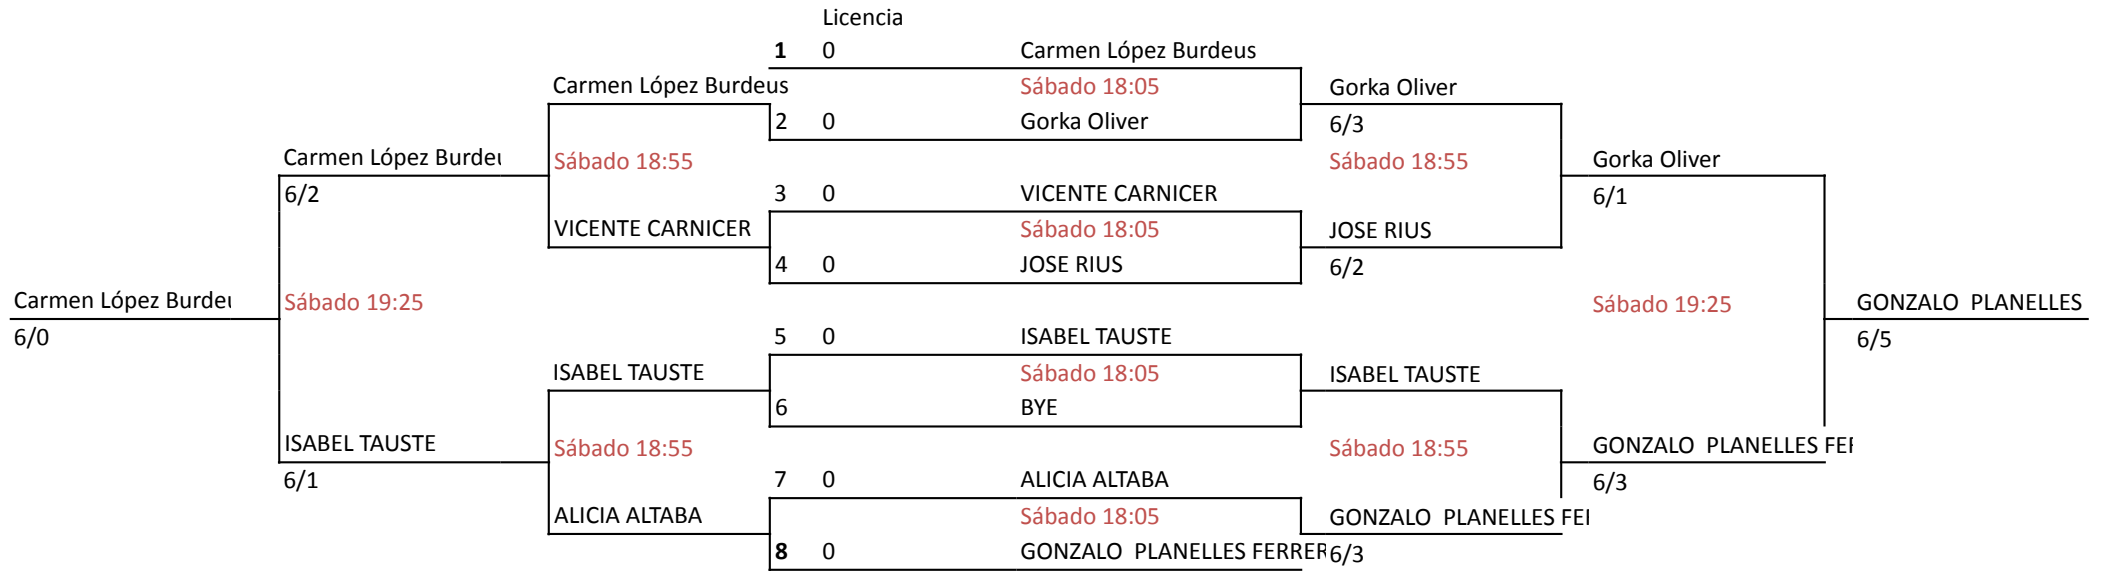 Licencia
1 0 Carmen López Burdeus
Carmen López Burdeus Sábado 18:05 Gorka Oliver
2 0 Gorka Oliver 6/3
Carmen López Burdeu Sábado 18:55 Sábado 18:55 Gorka Oliver
6/2 3 0 VICENTE CARNICER 6/1
VICENTE CARNICER Sábado 18:05 JOSE RIUS
4 0 JOSE RIUS 6/2
Carmen López Burdeu Sábado 19:25 Sábado 19:25 GONZALO PLANELLES
6/0 5 0 ISABEL TAUSTE 6/5
ISABEL TAUSTE Sábado 18:05 ISABEL TAUSTE
6 BYE
ISABEL TAUSTE Sábado 18:55 Sábado 18:55 GONZALO PLANELLES FER
6/1 7 0 ALICIA ALTABA 6/3
ALICIA ALTABA Sábado 18:05 GONZALO PLANELLES FEI
8 0 GONZALO PLANELLES FERRER 6/3